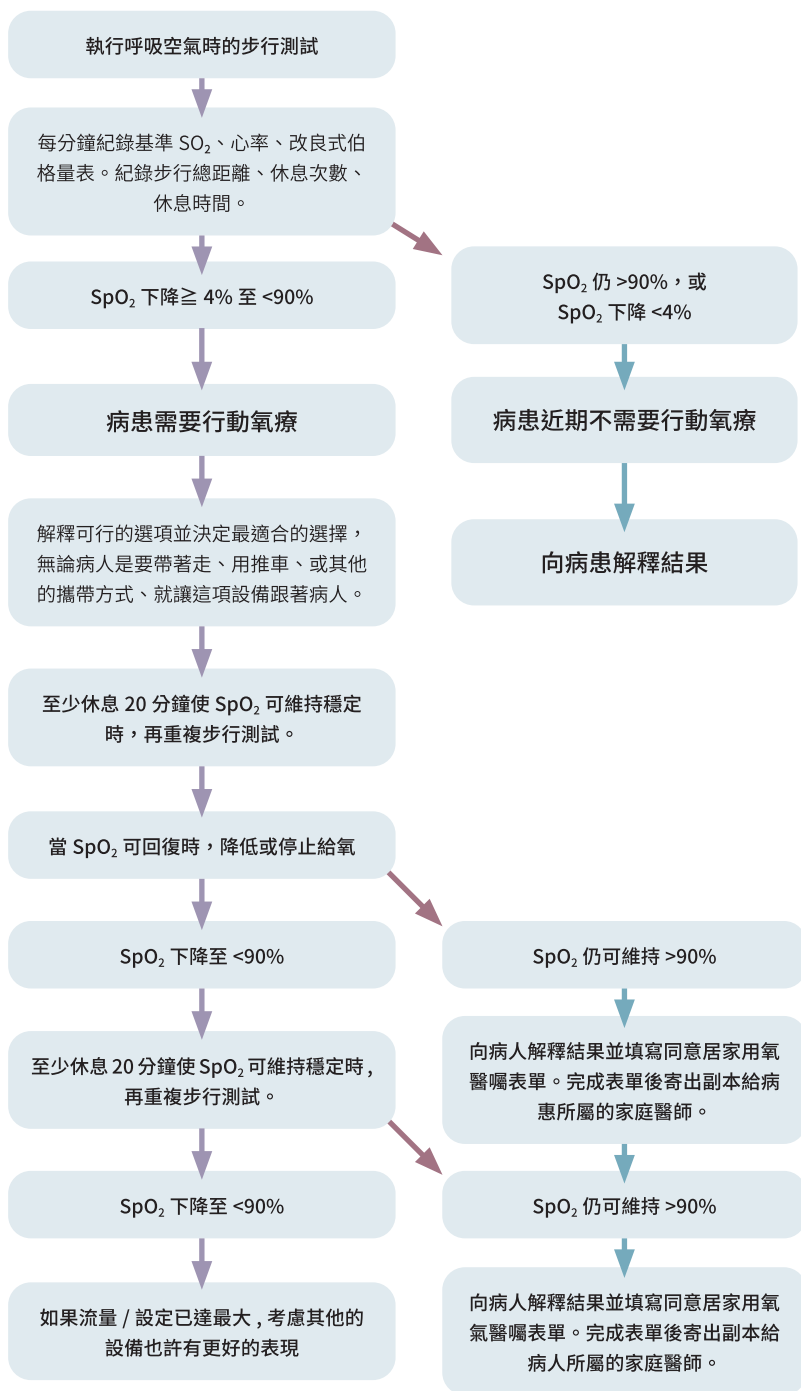 執行呼吸空氣時的步行測試
每分鐘紀錄基準 SO₂、心率、改良式伯
格量表。紀錄步行總距離、休息次數、
休息時間。
SpO₂ 下降≧ 4% 至 <90%
SpO₂ 仍 >90%，或
SpO₂ 下降 <4%
病患需要行動氧療
病患近期不需要行動氧療
解釋可行的選項並決定最適合的選擇，
無論病人是要帶著走、用推車、或其他
的攜帶方式、就讓這項設備跟著病人。
向病患解釋結果
至少休息 20 分鐘使 SpO₂ 可維持穩定
時，再重複步行測試。
當 SpO₂ 可回復時，降低或停止給氧
SpO₂ 下降至 <90%
SpO₂ 仍可維持 >90%
至少休息 20 分鐘使 SpO₂ 可維持穩定時 ,
再重複步行測試。
向病人解釋結果並填寫同意居家用氧
醫囑表單。完成表單後寄出副本給病
惠所屬的家庭醫師。
SpO₂ 下降至 <90%
SpO₂ 仍可維持 >90%
如果流量 / 設定已達最大 , 考慮其他的
設備也許有更好的表現
向病人解釋結果並填寫同意居家用氧
氣醫囑表單。完成表單後寄出副本給
病人所屬的家庭醫師。